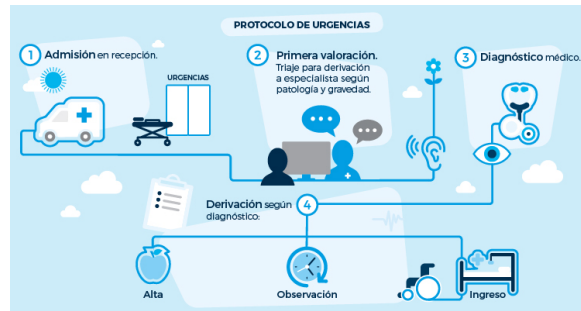 PROTOCOLO DE URGENCIAS
1 Admisión en recepción.
URGENCIAS
2 Primera valoración.
Triaje para derivación
a especialista según
patología y gravedad.
3 Diagnóstico médico.
Derivación según 4
diagnóstico:
Alta
Observación
Ingreso